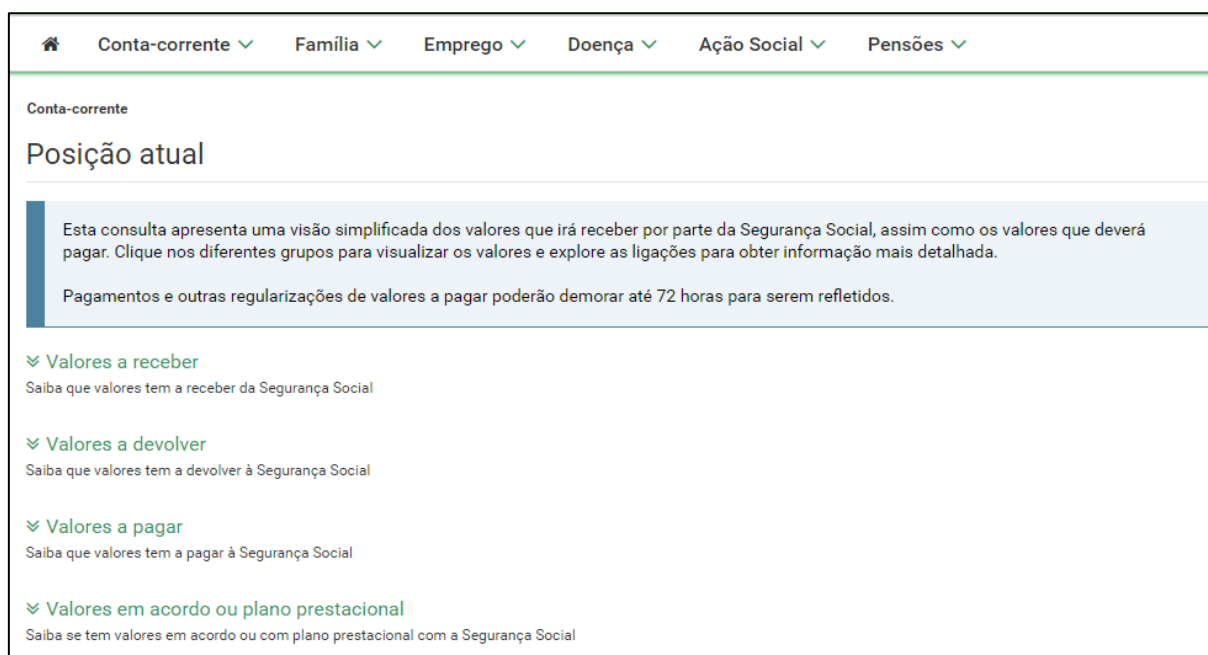 Conta-corrente Família Emprego Doença Ação Social Pensões
Conta-corrente
Posição atual
Esta consulta apresenta uma visão simplificada dos valores que irá receber por parte da Segurança Social, assim como os valores que deverá
pagar. Clique nos diferentes grupos para visualizar os valores e explore as ligações para obter informação mais detalhada.
Pagamentos e outras regularizações de valores a pagar poderão demorar até 72 horas para serem refletidos.
Valores a receber
Saiba que valores tem a receber da Segurança Social
Valores a devolver
Saiba que valores tem a devolver à Segurança Social
Valores a pagar
Saiba que valores tem a pagar à Segurança Social
Valores em acordo ou plano prestacional
Saiba se tem valores em acordo ou com plano prestacional com a Segurança Social